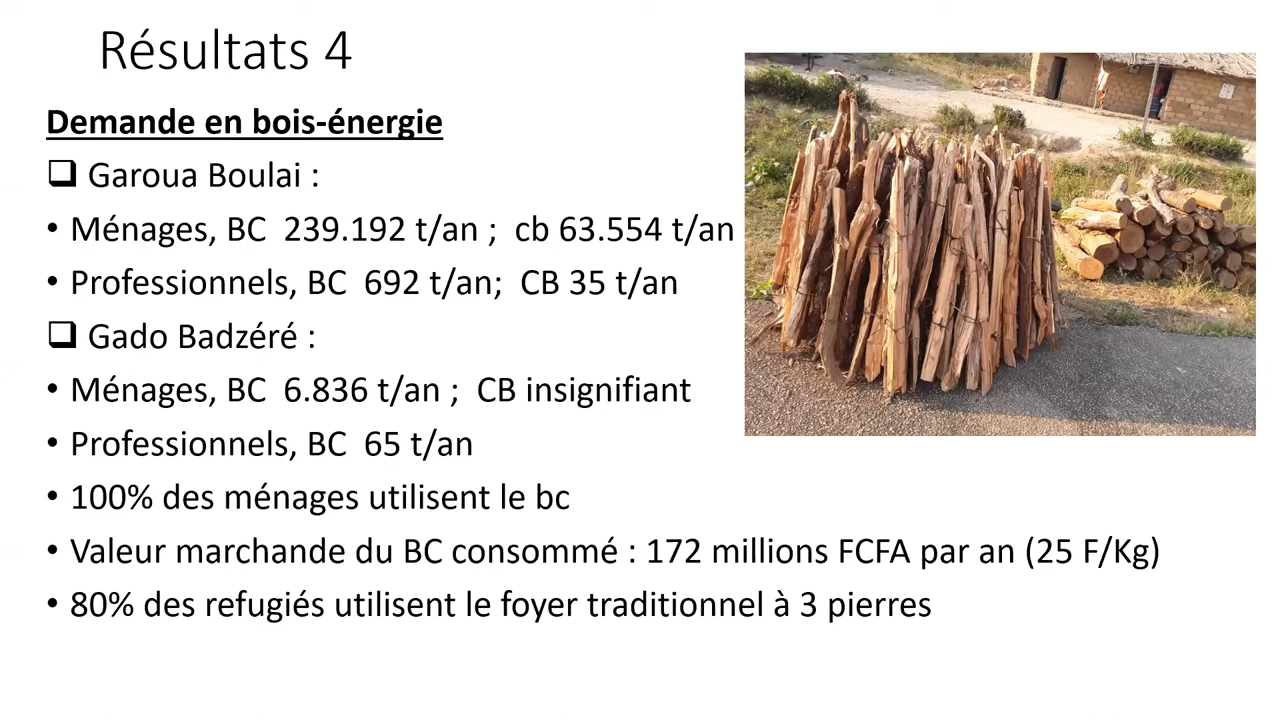 Résultats 4
Demande en bois-énergie
❑ Garoua Boulai :
• Ménages, BC 239.192 t/an ; cb 63.554 t/an
• Professionnels, BC 692 t/an; CB 35 t/an
❑ Gado Badzéré :
• Ménages, BC 6.836 t/an ; CB insignifiant
• Professionnels, BC 65 t/an
• 100% des ménages utilisent le bc
• Valeur marchande du BC consommé : 172 millions FCFA par an (25 F/Kg)
• 80% des refugiés utilisent le foyer traditionnel à 3 pierres